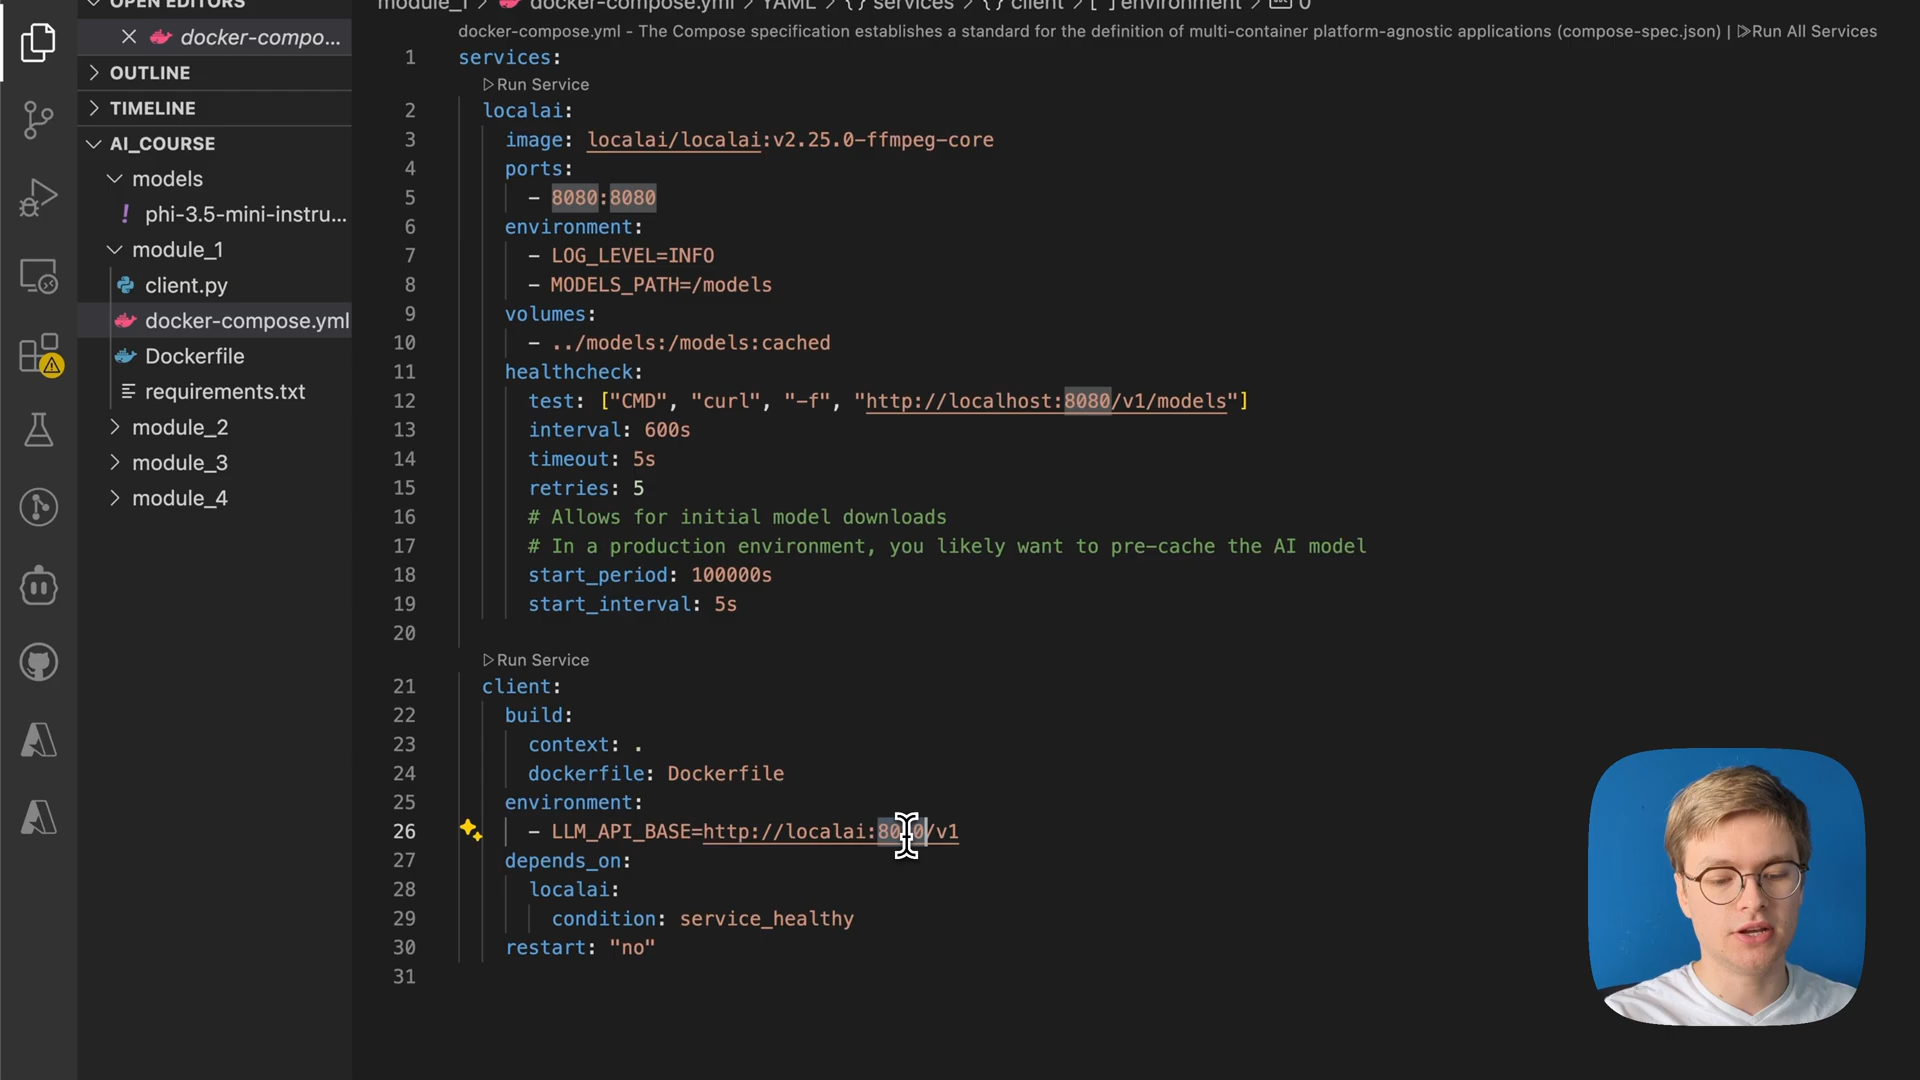 OPEN EDITORS
docker-compo...
OUTLINE
TIMELINE
AI_COURSE
models
! phi-3.5-mini-instru...
module_1
client.py
docker-compose.yml
Dockerfile
requirements.txt
module_2
module_3
module_4
module_1 > docker-compose.yml > YAML > {} services > {} client > [ ] environment > 0
docker-compose.yml - The Compose specification establishes a standard for the definition of multi-container platform-agnostic applications (compose-spec.json) | ▷Run All Services
1 services:
▷Run Service
2 localai:
3 image: localai/localai:v2.25.0-ffmpeg-core
4 ports:
5 - 8080:8080
6 environment:
7 - LOG_LEVEL=INFO
8 - MODELS_PATH=/models
9 volumes:
10 - ../models:/models:cached
11 healthcheck:
12 test: ["CMD", "curl", "-f", "http://localhost:8080/v1/models"]
13 interval: 600s
14 timeout: 5s
15 retries: 5
16 # Allows for initial model downloads
17 # In a production environment, you likely want to pre-cache the AI model
18 start_period: 100000s
19 start_interval: 5s
20
▷Run Service
21 client:
22 build:
23 context: .
24 dockerfile: Dockerfile
25 environment:
26 - LLM_API_BASE=http://localai:8080/v1
27 depends_on:
28 localai:
29 condition: service_healthy
30 restart: "no"
31